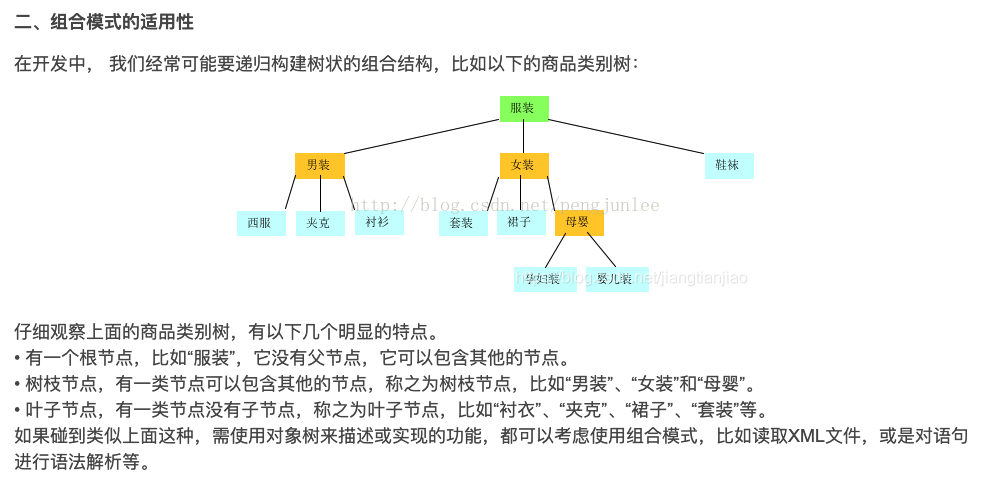 二、组合模式的适用性
在开发中， 我们经常可能要递归构建树状的组合结构，比如以下的商品类别树：
服装
男装
女装
鞋袜
http://blog.csdn.net/pengjunlee
西服
夹克
衬衫
套装
裙子
母婴
孕妇装
婴儿装
仔细观察上面的商品类别树，有以下几个明显的特点。
• 有一个根节点，比如“服装”，它没有父节点，它可以包含其他的节点。
• 树枝节点，有一类节点可以包含其他的节点，称之为树枝节点，比如“男装”、“女装”和“母婴”。
• 叶子节点，有一类节点没有子节点，称之为叶子节点，比如“衬衣”、“夹克”、“裙子”、“套装”等。
如果碰到类似上面这种，需使用对象树来描述或实现的功能，都可以考虑使用组合模式，比如读取XML文件，或是对语句
进行语法解析等。